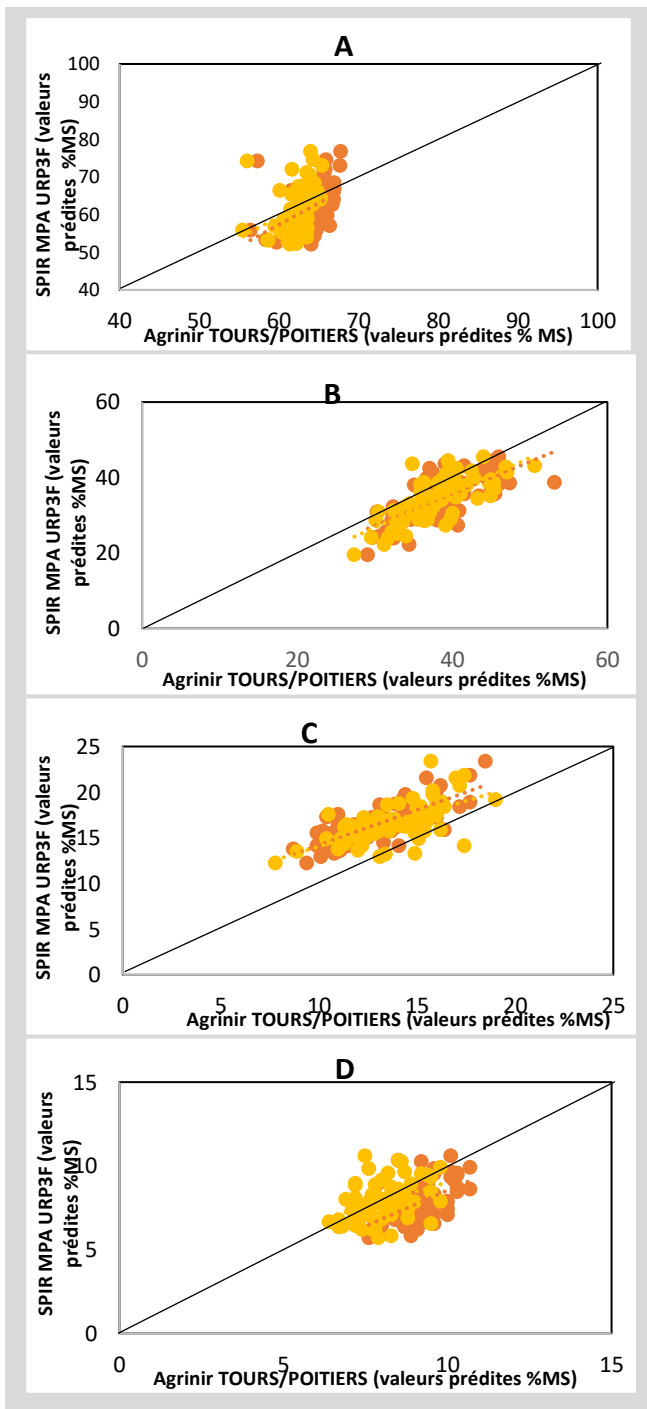 A
SPIR MPA URP3F (valeurs
prédites %MS)
100
90
80
70
60
50
40
40
50
60
70
80
90
100
Agrinir TOURS/POITIERS (valeurs prédites % MS)
B
SPIR MPA URP3F (valeurs
prédites %MS)
60
40
20
0
0
20
40
60
Agrinir TOURS/POITIERS (valeurs prédites %MS)
C
SPIR MPA URP3F (valeurs
prédites %MS)
25
20
15
10
5
0
0
5
10
15
20
25
Agrinir TOURS/POITIERS (valeurs prédites %MS)
D
SPIR MPA URP3F (valeurs
prédites %MS)
15
10
5
0
0
5
10
15
Agrinir TOURS/POITIERS (valeurs prédites %MS)